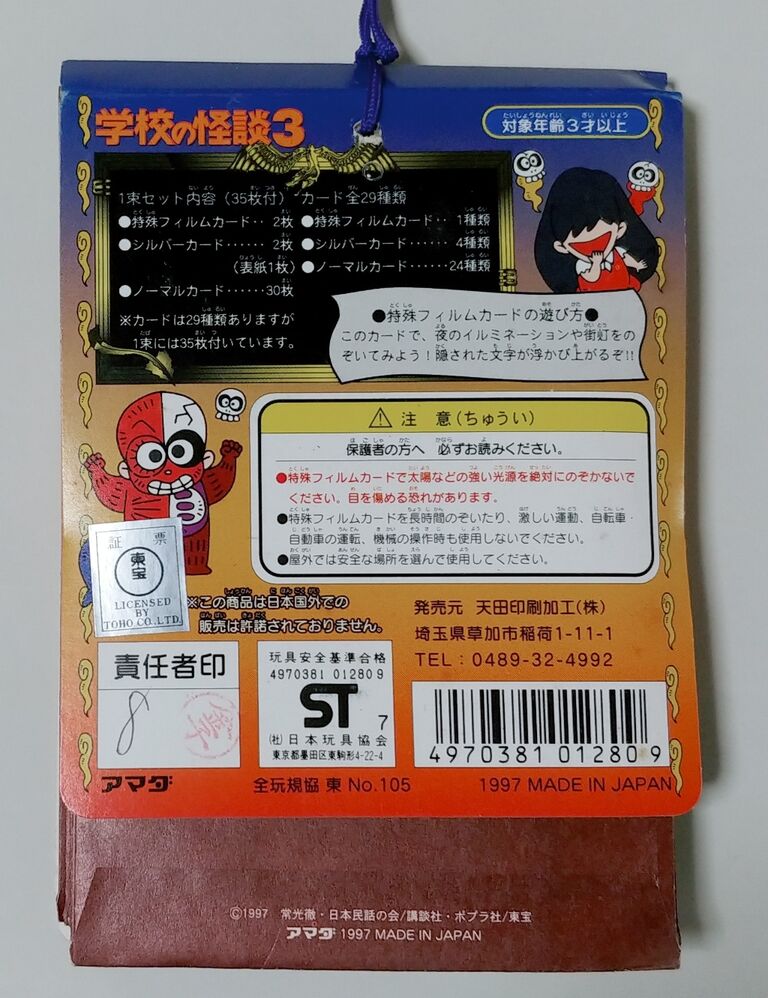 学校の怪談3
対象年齢3才以上
1束セット内容(35枚付) カード全29種類
●特殊フィルムカード‥ 2枚 ●特殊フィルムカード‥ 1種類
●シルバーカード‥‥‥ 2枚 ●シルバーカード‥‥‥ 4種類
(表紙1枚) ●ノーマルカード‥‥‥24種類
●ノーマルカード‥‥‥30枚
※カードは29種類ありますが
1束には35枚付いています。
●特殊フィルムカードの遊び方●
このカードで、夜のイルミネーションや街灯をの
ぞいてみよう!隠された文字が浮かび上がるぞ!!
注 意(ちゅうい)
保護者の方へ 必ずお読みください。
●特殊フィルムカードで太陽などの強い光源を絶対にのぞかないで
ください。目を傷める恐れがあります。
●特殊フィルムカードを長時間のぞいたり、激しい運動、自転車・
自動車の運転、機械の操作時も使用しないでください。
●屋外では安全な場所を選んで使用してください。
証 票
東宝
LICENSED
BY
TOHO CO., LTD.
※この商品は日本国外での
販売は許諾されておりません。
発売元 天田印刷加工(株)
埼玉県草加市稲荷1-11-1
TEL:0489-32-4992
責任者印
8
玩具安全基準合格
4970381 012809
ST 7
(社)日本玩具協会
東京都墨田区東駒形4-22-4
4970381 012809
アマダ
全玩規協 東 No.105
1997 MADE IN JAPAN
©1997 常光徹・日本民話の会/講談社・ポプラ社/東宝
アマダ 1997 MADE IN JAPAN